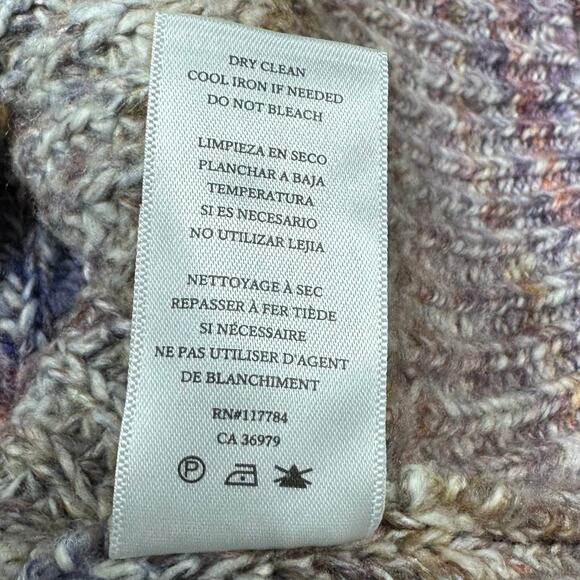 DRY CLEAN
COOL IRON IF NEEDED
DO NOT BLEACH
LIMPIEZA EN SECO
PLANCHAR A BAJA
TEMPERATURA
SI ES NECESARIO
NO UTILIZAR LEJIA
NETTOYAGE À SEC
REPASSER À FER TIÈDE
SI NÉCESSAIRE
NE PAS UTILISER D'AGENT
DE BLANCHIMENT
RN#117784
CA 36979
P